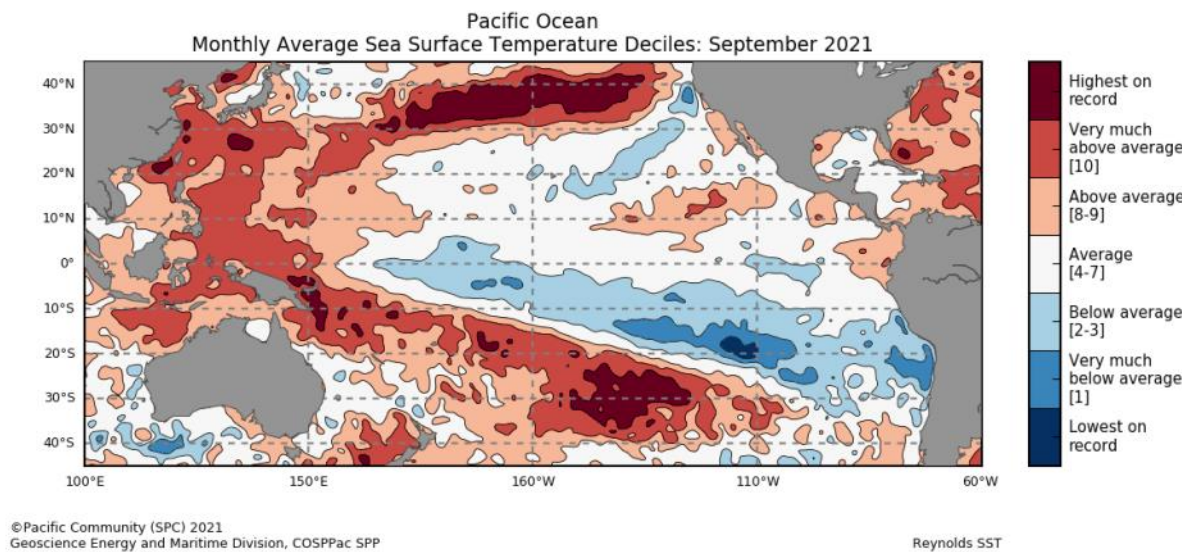 Pacific Ocean
Monthly Average Sea Surface Temperature Deciles: September 2021
40°N
30°N
20°N
10°N
0°
10°S
20°S
30°S
40°S
100°E
150°E
160°W
110°W
60°W
Highest on
record
Very much
above average
[10]
Above average
[8-9]
Average
[4-7]
Below average
[2-3]
Very much
below average
[1]
Lowest on
record
©Pacific Community (SPC) 2021
Geoscience Energy and Maritime Division, COSPPac SPP
Reynolds SST